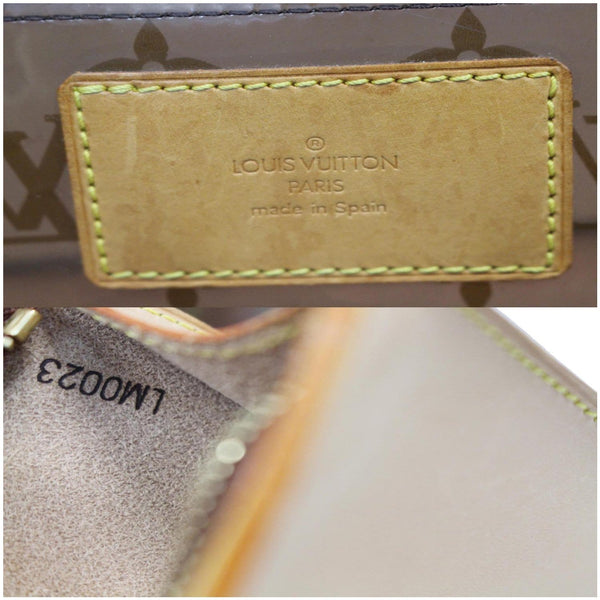 ®
LOUIS VUITTON
PARIS
made in Spain
LM0023